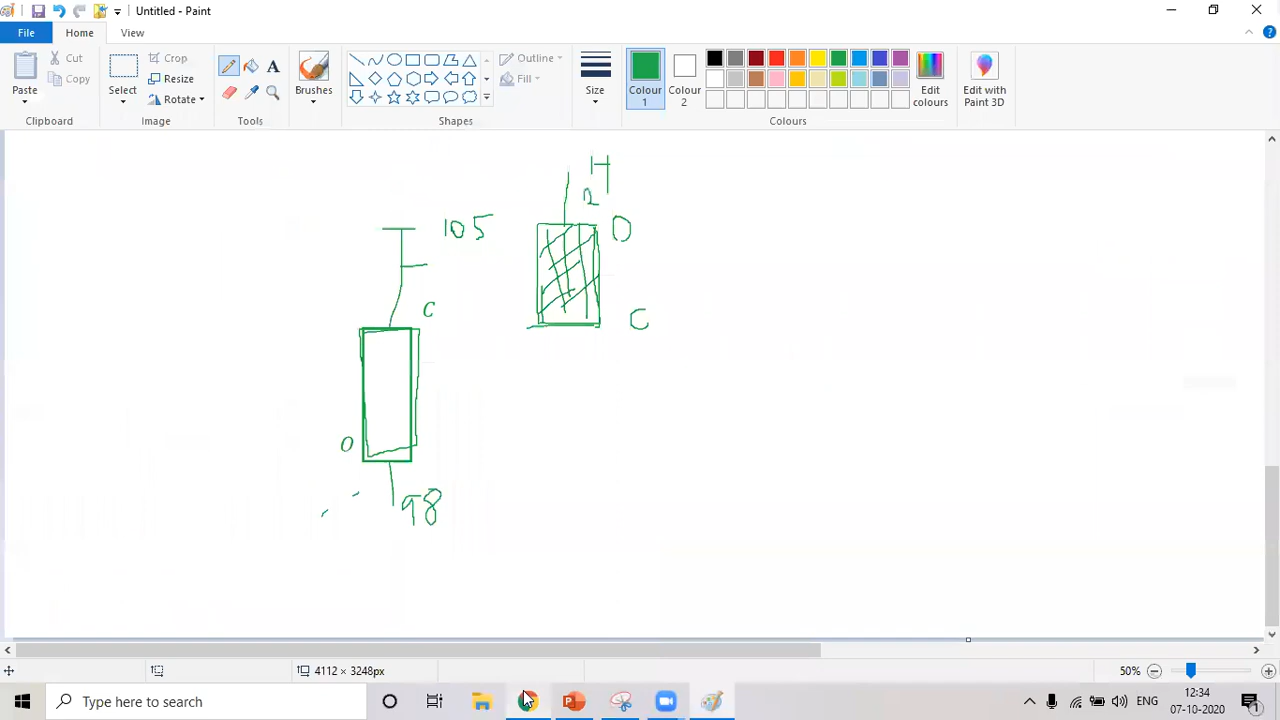 Untitled - Paint
File
Home
View
Paste
Cut
Copy
Clipboard
Select
Crop
Resize
Rotate
Image
Tools
Brushes
Shapes
Outline
Fill
Size
Colour 1
Colour 2
Colours
Edit colours
Edit with Paint 3D
H
105
O
C
C
O
98
4112 × 3248px
50%
Type here to search
ENG
12:34
07-10-2020